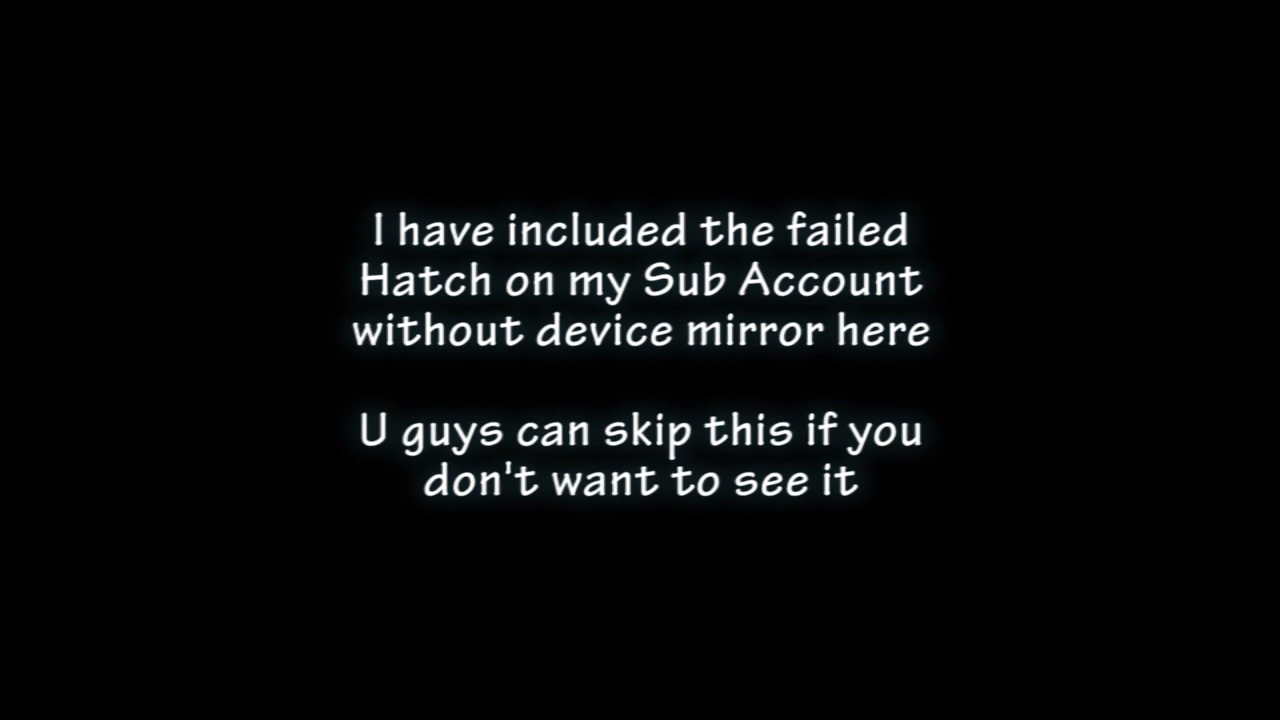 I have included the failed
Hatch on my Sub Account
without device mirror here
U guys can skip this if you
don't want to see it